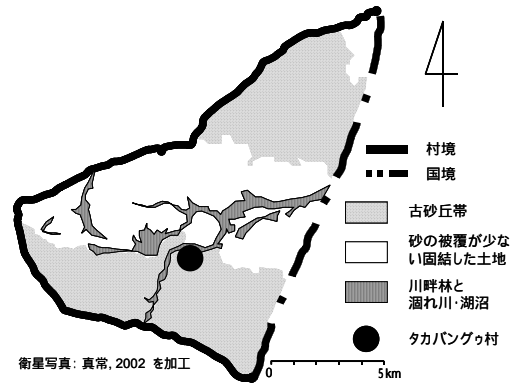 村境
国境
古砂丘帯
砂の被覆が少な
い固結した土地
川畔林と
涸れ川・湖沼
タカバングゥ村
衛星写真: 真常, 2002 を加工
0 5km